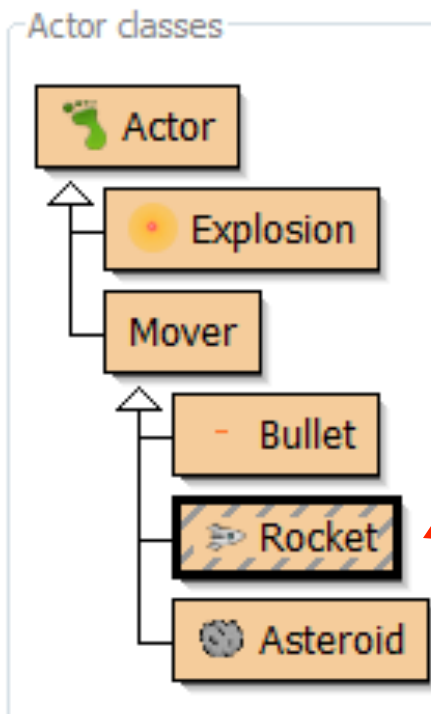 Actor classes
Actor
Explosion
Mover
Bullet
Rocket
Asteroid